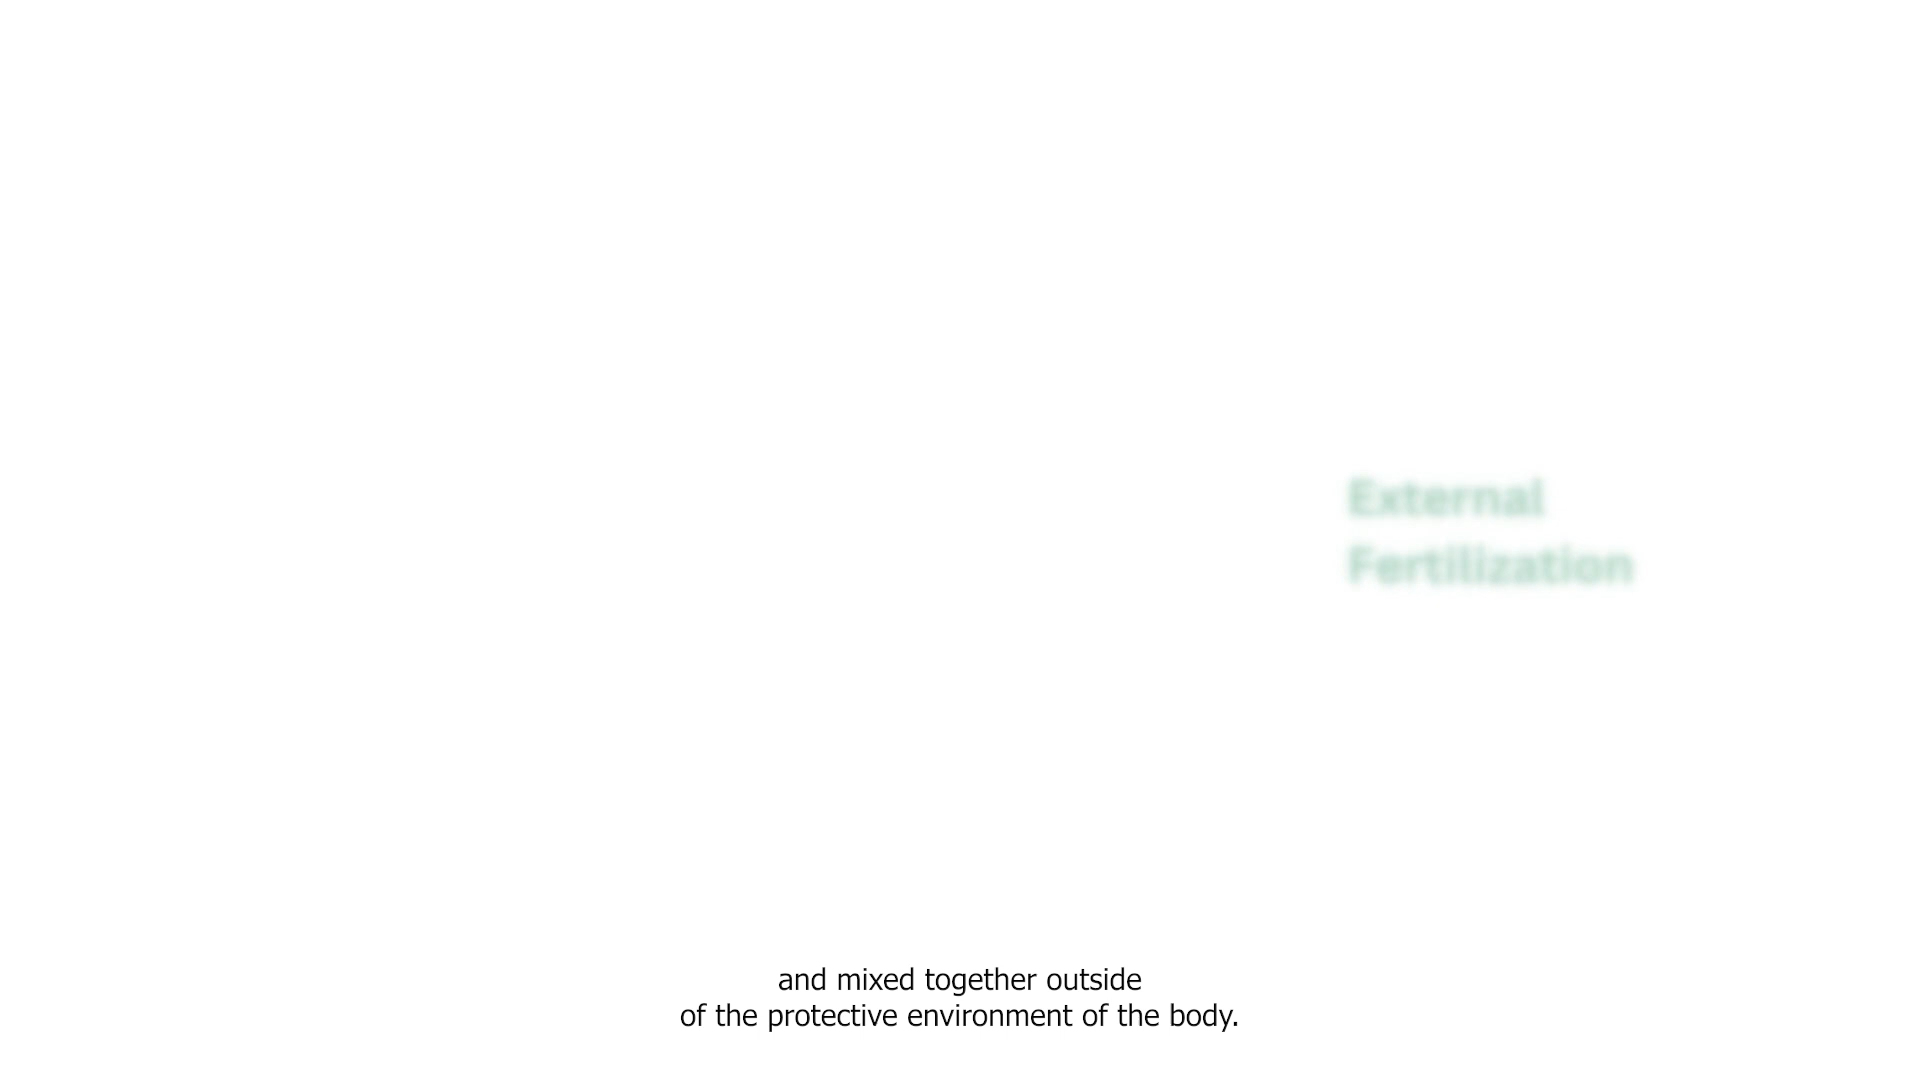 External
Fertilization
and mixed together outside
of the protective environment of the body.